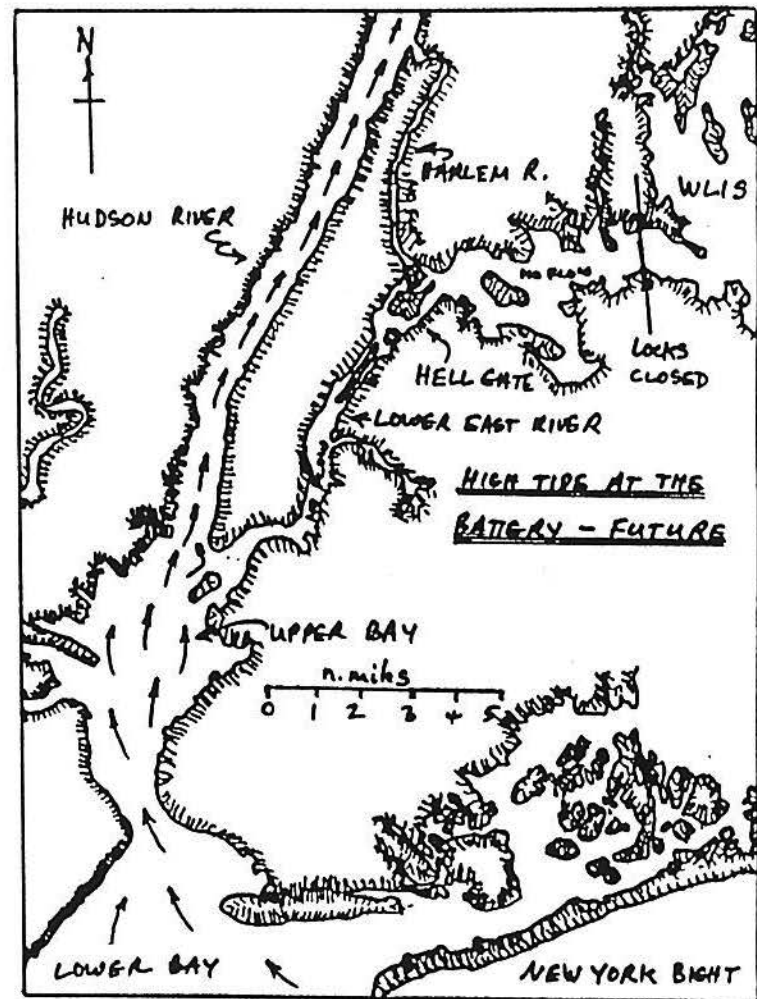 N
HARLEM R.
WLIS
HUDSON RIVER
NO FLOW
HELL GATE
LOCKS
CLOSED
LOWER EAST RIVER
HIGH TIDE AT THE
BATTERY - FUTURE
UPPER BAY
n. miles
0 1 2 3 4 5
LOWER BAY
NEW YORK BIGHT